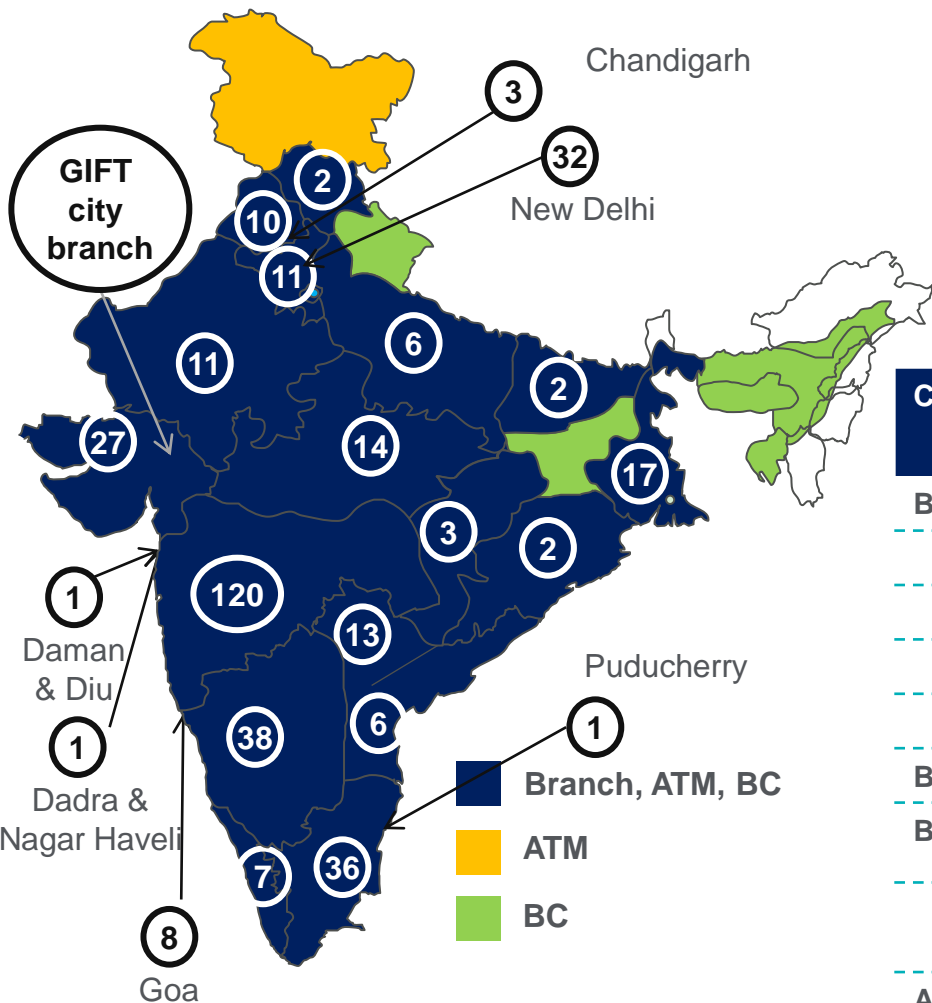 Chandigarh
3
32
New Delhi
GIFT
city
branch
2
10
11
11
6
2
27
14
17
3
2
120
13
1
Daman
& Diu
1
Dadra &
Nagar Haveli
38
6
Puducherry
1
7
36
8
Goa
Branch, ATM, BC
ATM
BC
C
B
B
B
A